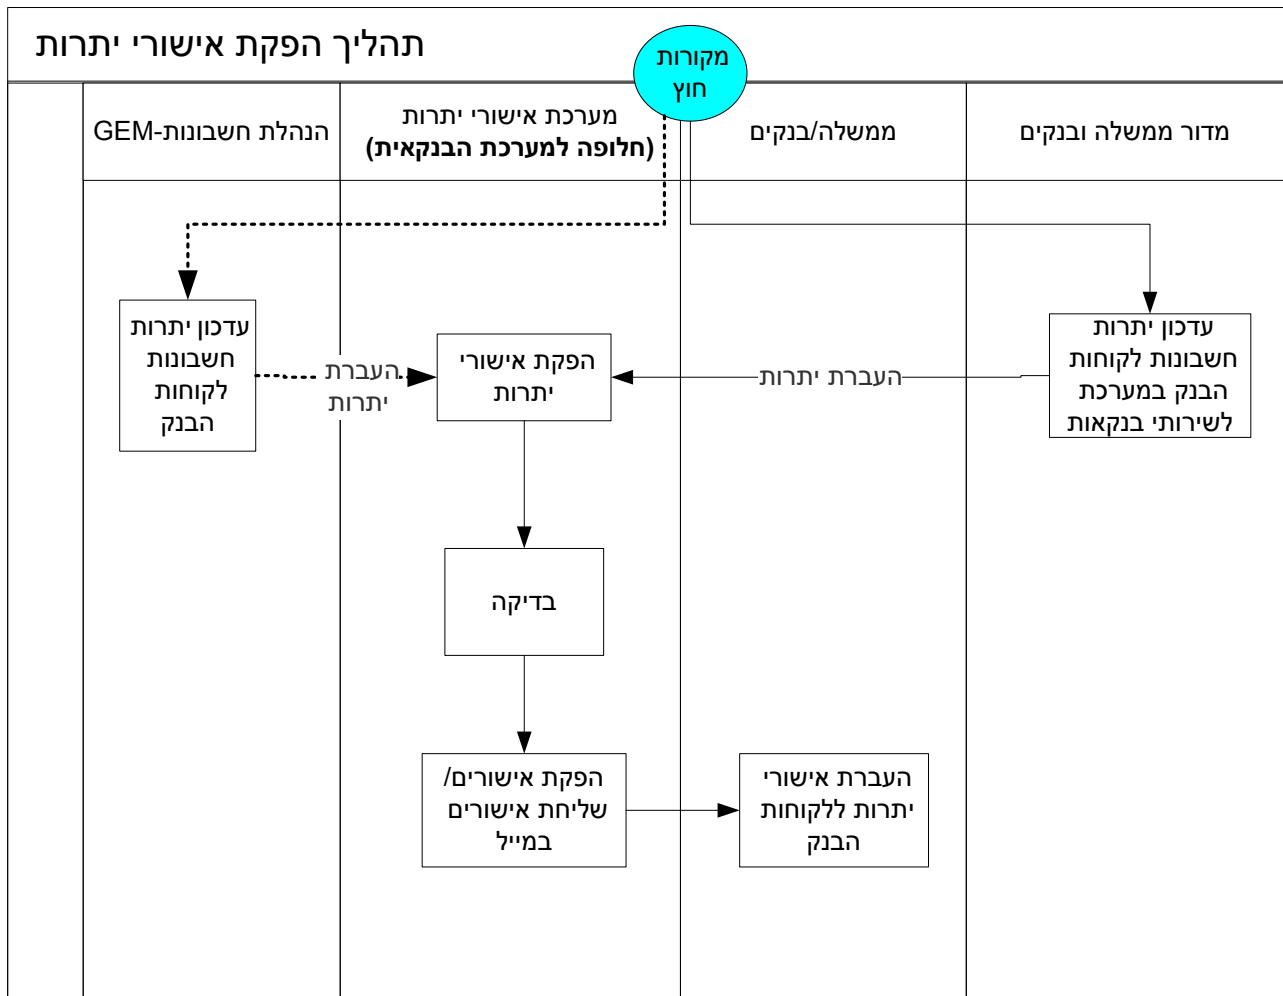 תהליך הפקת אישורי יתרות
מקורות
חוץ
מדור ממשלה ובנקים
ממשלה/בנקים
מערכת אישורי יתרות
(חלופה למערכת הבנקאית)
הנהלת חשבונות-GEM
עדכון יתרות
חשבונות לקוחות
הבנק במערכת
לשירותי בנקאות
העברת יתרות
הפקת אישורי
יתרות
העברת
יתרות
עדכון יתרות
חשבונות
לקוחות
הבנק
בדיקה
הפקת אישורים/
שליחת אישורים
במייל
העברת אישורי
יתרות ללקוחות
הבנק